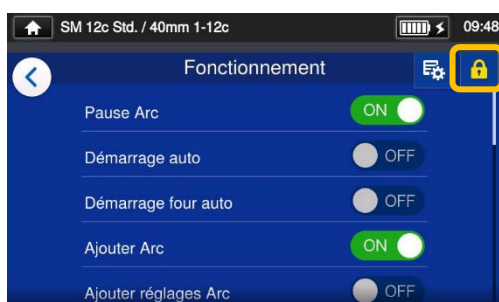 SM 12c Std. / 40mm 1-12c 09:48
Fonctionnement
Pause Arc ON
Démarrage auto OFF
Démarrage four auto OFF
Ajouter Arc ON
Ajouter réglages Arc OFF